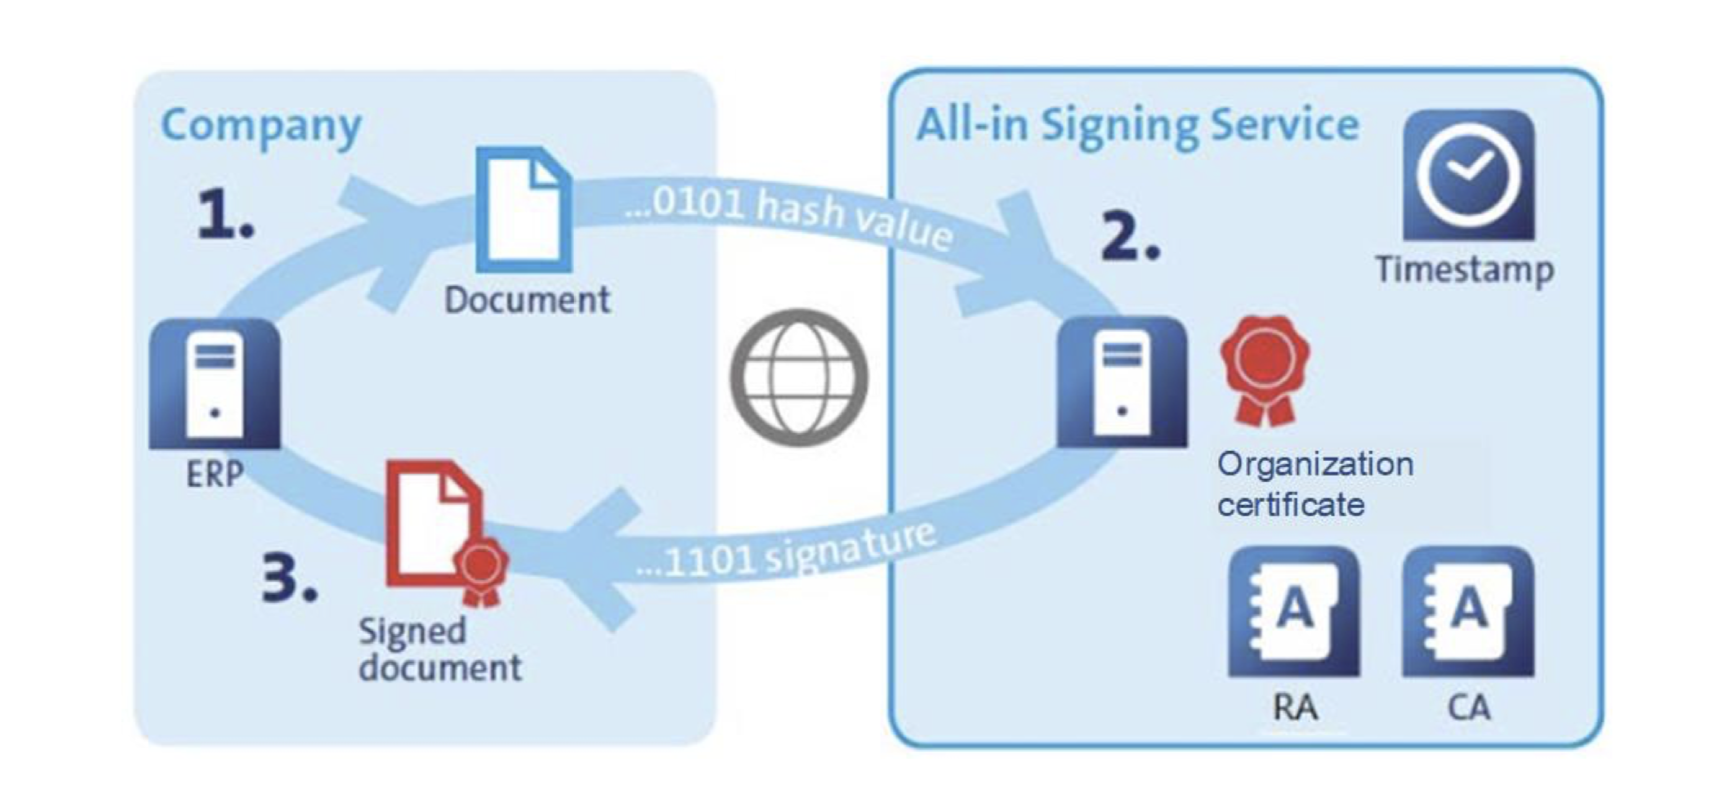 Company
1.
Document
...0101 hash value
ERP
3.
Signed
document
...1101 signature
All-in Signing Service
2.
Timestamp
Organization
certificate
A
RA
A
CA